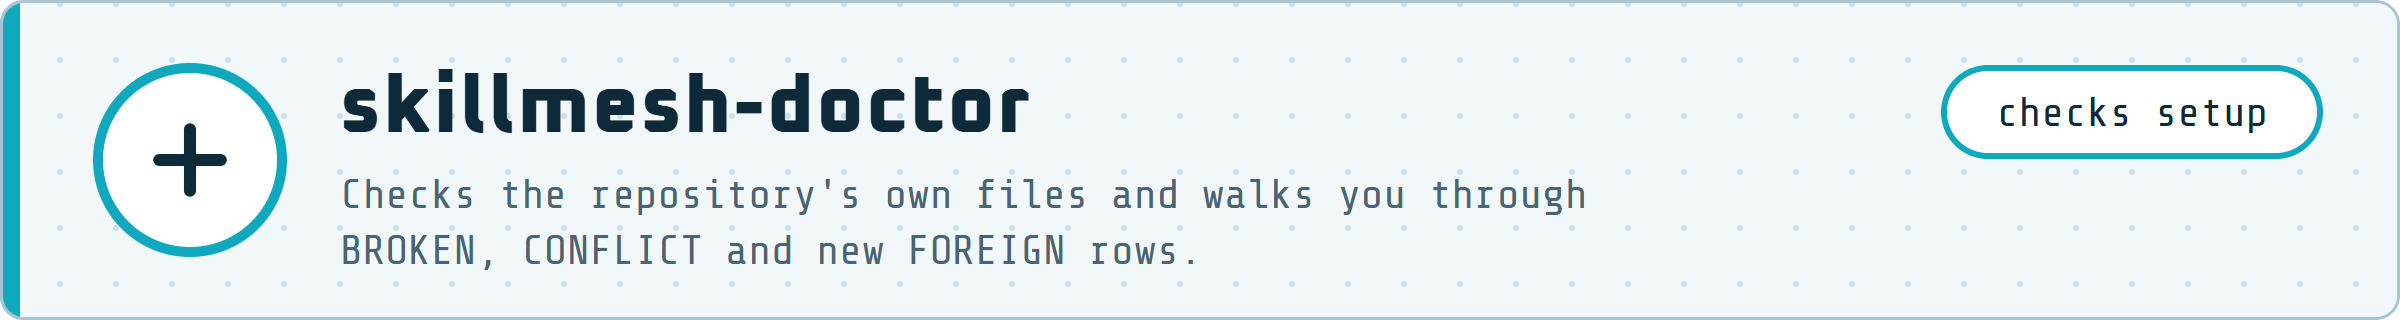 skillmesh-doctor
checks setup
Checks the repository's own files and walks you through
BROKEN, CONFLICT and new FOREIGN rows.